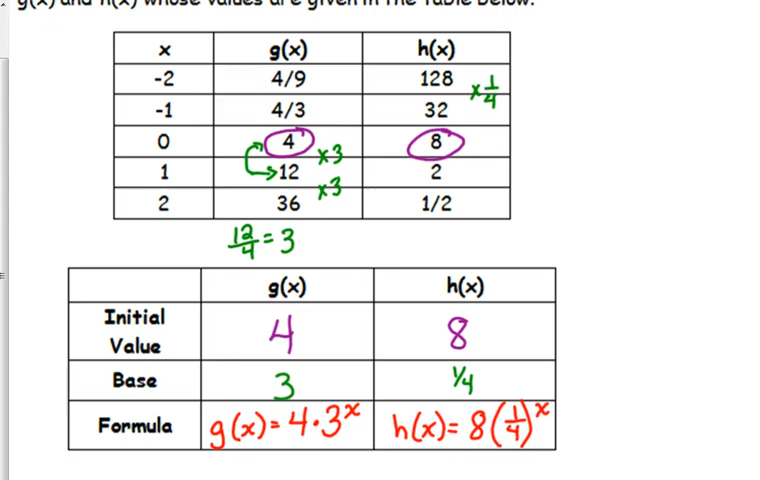 g(x) and h(x) whose values are given in the table below.
x g(x) h(x)
-2 4/9 128
x 1/4
-1 4/3 32
0 4 8
x3
1 12 2
x3
2 36 1/2
12/4 = 3
g(x) h(x)
Initial Value 4 8
Base 3 1/4
Formula g(x) = 4·3^x h(x) = 8(1/4)^x